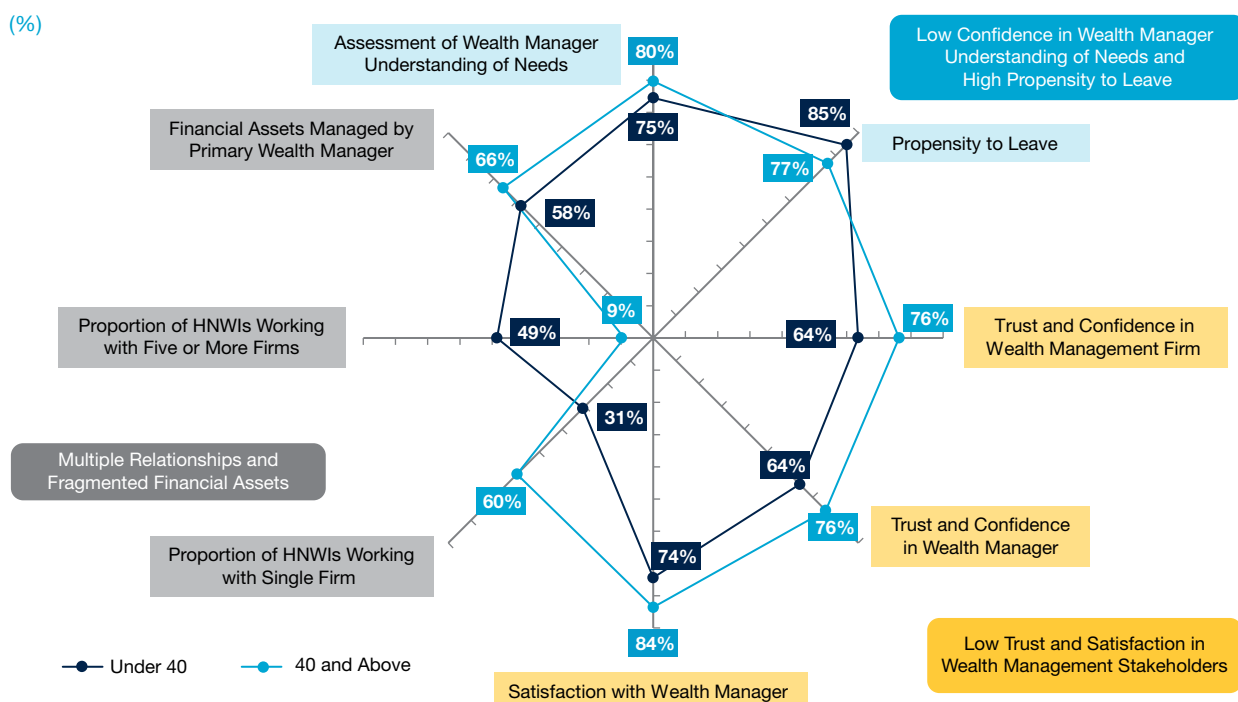 (%)
Assessment of Wealth Manager
Understanding of Needs
80%
75%
Low Confidence in Wealth Manager
Understanding of Needs and
High Propensity to Leave
85%
77%
Propensity to Leave
Financial Assets Managed by
Primary Wealth Manager
66%
58%
Proportion of HNWIs Working
with Five or More Firms
49%
9%
64%
76%
Trust and Confidence in
Wealth Management Firm
Multiple Relationships and
Fragmented Financial Assets
31%
60%
Proportion of HNWIs Working
with Single Firm
64%
76%
Trust and Confidence
in Wealth Manager
74%
84%
Satisfaction with Wealth Manager
Low Trust and Satisfaction in
Wealth Management Stakeholders
Under 40
40 and Above